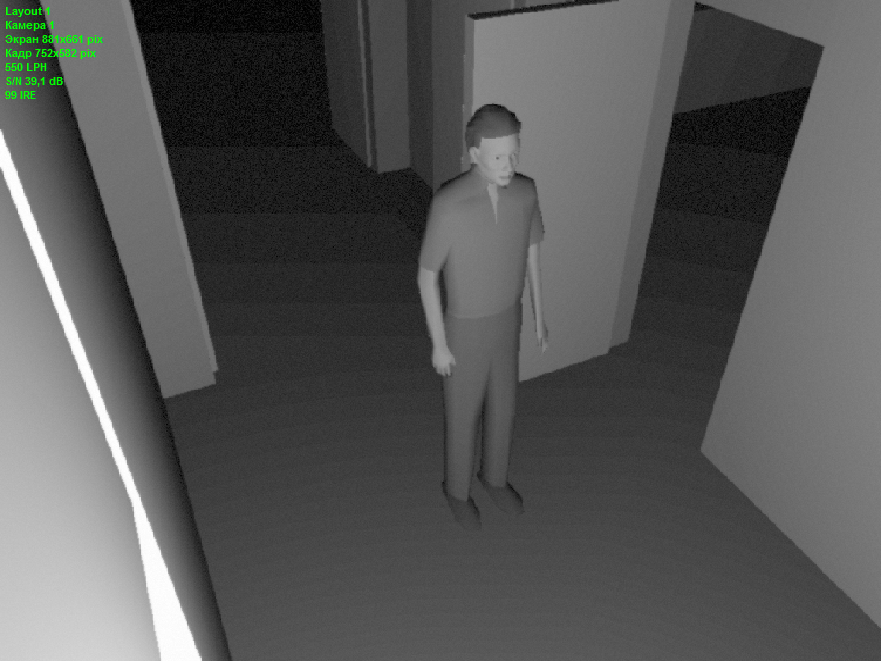 Layout 1
Камера 1
Экран 881x661 pix
Кадр 752x582 pix
550 LPH
S/N 39,1 dB
99 IRE